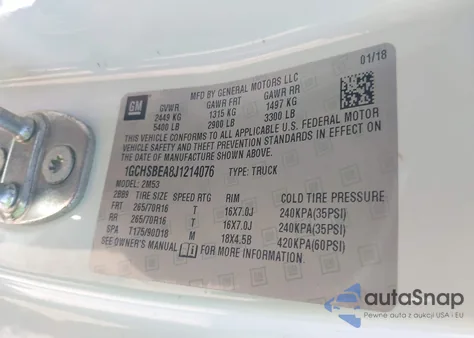 01/18
MFD BY GENERAL MOTORS LLC
GM GVWR GAWR FRT GAWR RR
2449 KG 1315 KG 1497 KG
5400 LB 2900 LB 3300 LB
THIS VEHICLE CONFORMS TO ALL APPLICABLE U.S. FEDERAL MOTOR
VEHICLE SAFETY AND THEFT PREVENTION STANDARDS IN EFFECT ON
THE DATE OF MANUFACTURE SHOWN ABOVE.
1GCHSBEA8J1214076 TYPE: TRUCK
MODEL: 2M53
2BB9 TIRE SIZE SPEED RTG RIM COLD TIRE PRESSURE
FRT 265/70R16 T 16X7.0J 240KPA(35PSI)
RR 265/70R16 T 16X7.0J 240KPA(35PSI)
SPA T175/90D18 M 18X4.5B 420KPA(60PSI)
SEE OWNER'S MANUAL FOR MORE INFORMATION
autoSnap
Pewne auta z aukcji USA i EU